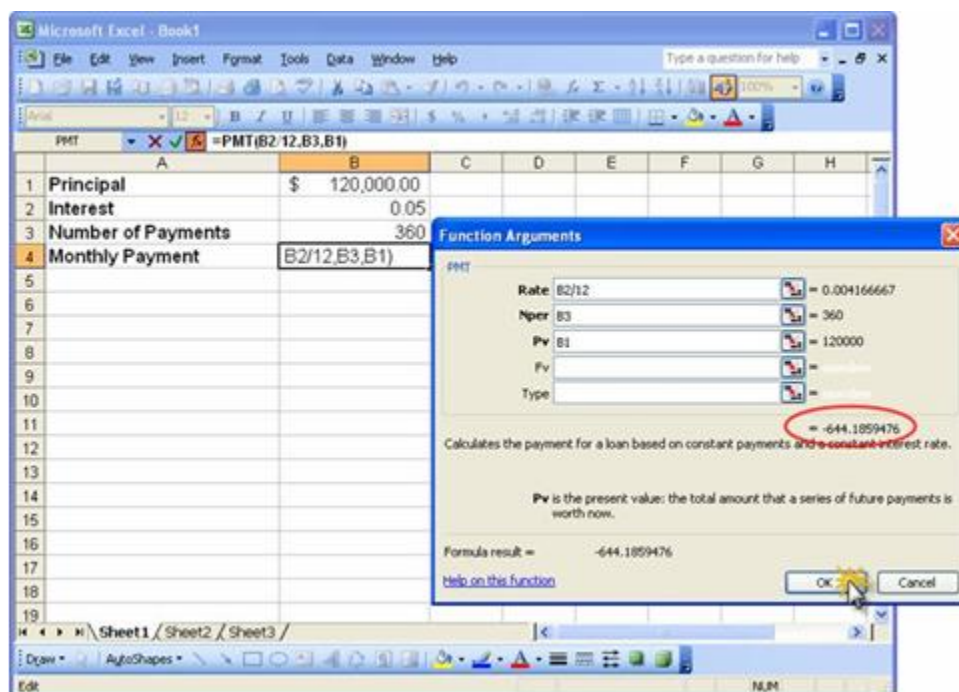 Microsoft Excel - Book1
File Edit View Insert Format Tools Data Window Help Type a question for help
100%
Arial 12 B I U $ %
PMT =PMT(B2/12,B3,B1)
A B C D E F G H
1 Principal $ 120,000.00
2 Interest 0.05
3 Number of Payments 360
4 Monthly Payment B2/12,B3,B1)
5
6
7
8
9
10
11
12
13
14
15
16
17
18
19
Function Arguments
PMT
Rate B2/12 = 0.004166667
Nper B3 = 360
Pv B1 = 120000
Fv =
Type =
= -644.1859476
Calculates the payment for a loan based on constant payments and a constant interest rate.
Pv is the present value: the total amount that a series of future payments is
worth now.
Formula result = -644.1859476
Help on this function OK Cancel
Sheet1 / Sheet2 / Sheet3 /
Draw AutoShapes
Edit NUM